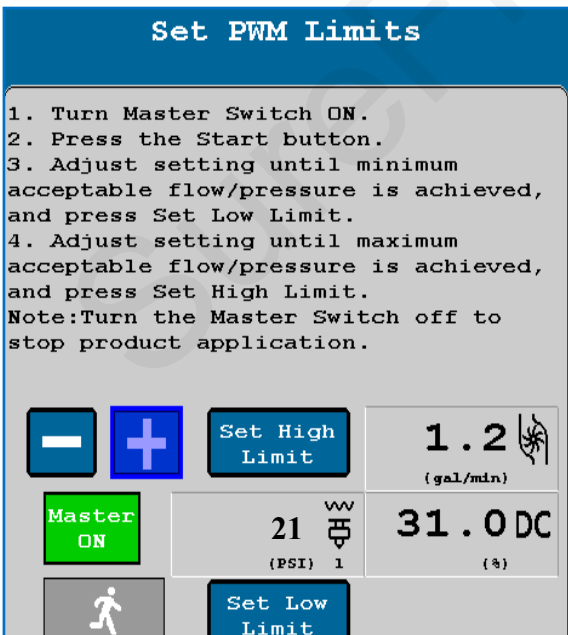 Set PWM Limits
1. Turn Master Switch ON.
2. Press the Start button.
3. Adjust setting until minimum
acceptable flow/pressure is achieved,
and press Set Low Limit.
4. Adjust setting until maximum
acceptable flow/pressure is achieved,
and press Set High Limit.
Note:Turn the Master Switch off to
stop product application.
Set High
Limit
1.2
(gal/min)
Master
ON
21
(PSI) 1
31.0 DC
(%)
Set Low
Limit